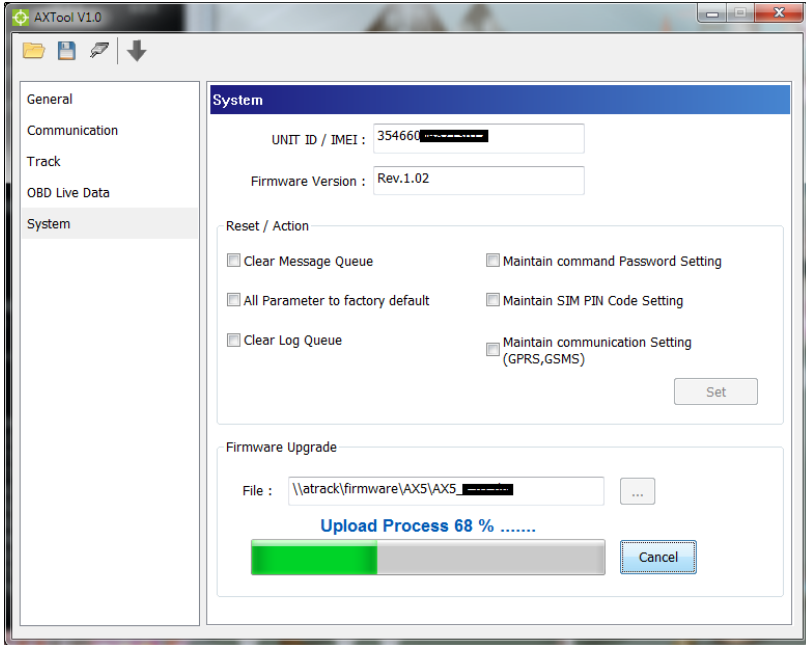 AXTool V1.0
General
Communication
Track
OBD Live Data
System
System
UNIT ID / IMEI : 354660
Firmware Version : Rev.1.02
Reset / Action
Clear Message Queue
Maintain command Password Setting
All Parameter to factory default
Maintain SIM PIN Code Setting
Clear Log Queue
Maintain communication Setting
(GPRS,GSMS)
Set
Firmware Upgrade
File : \\atrack\firmware\AX5\AX5_
...
Upload Process 68 % .......
Cancel